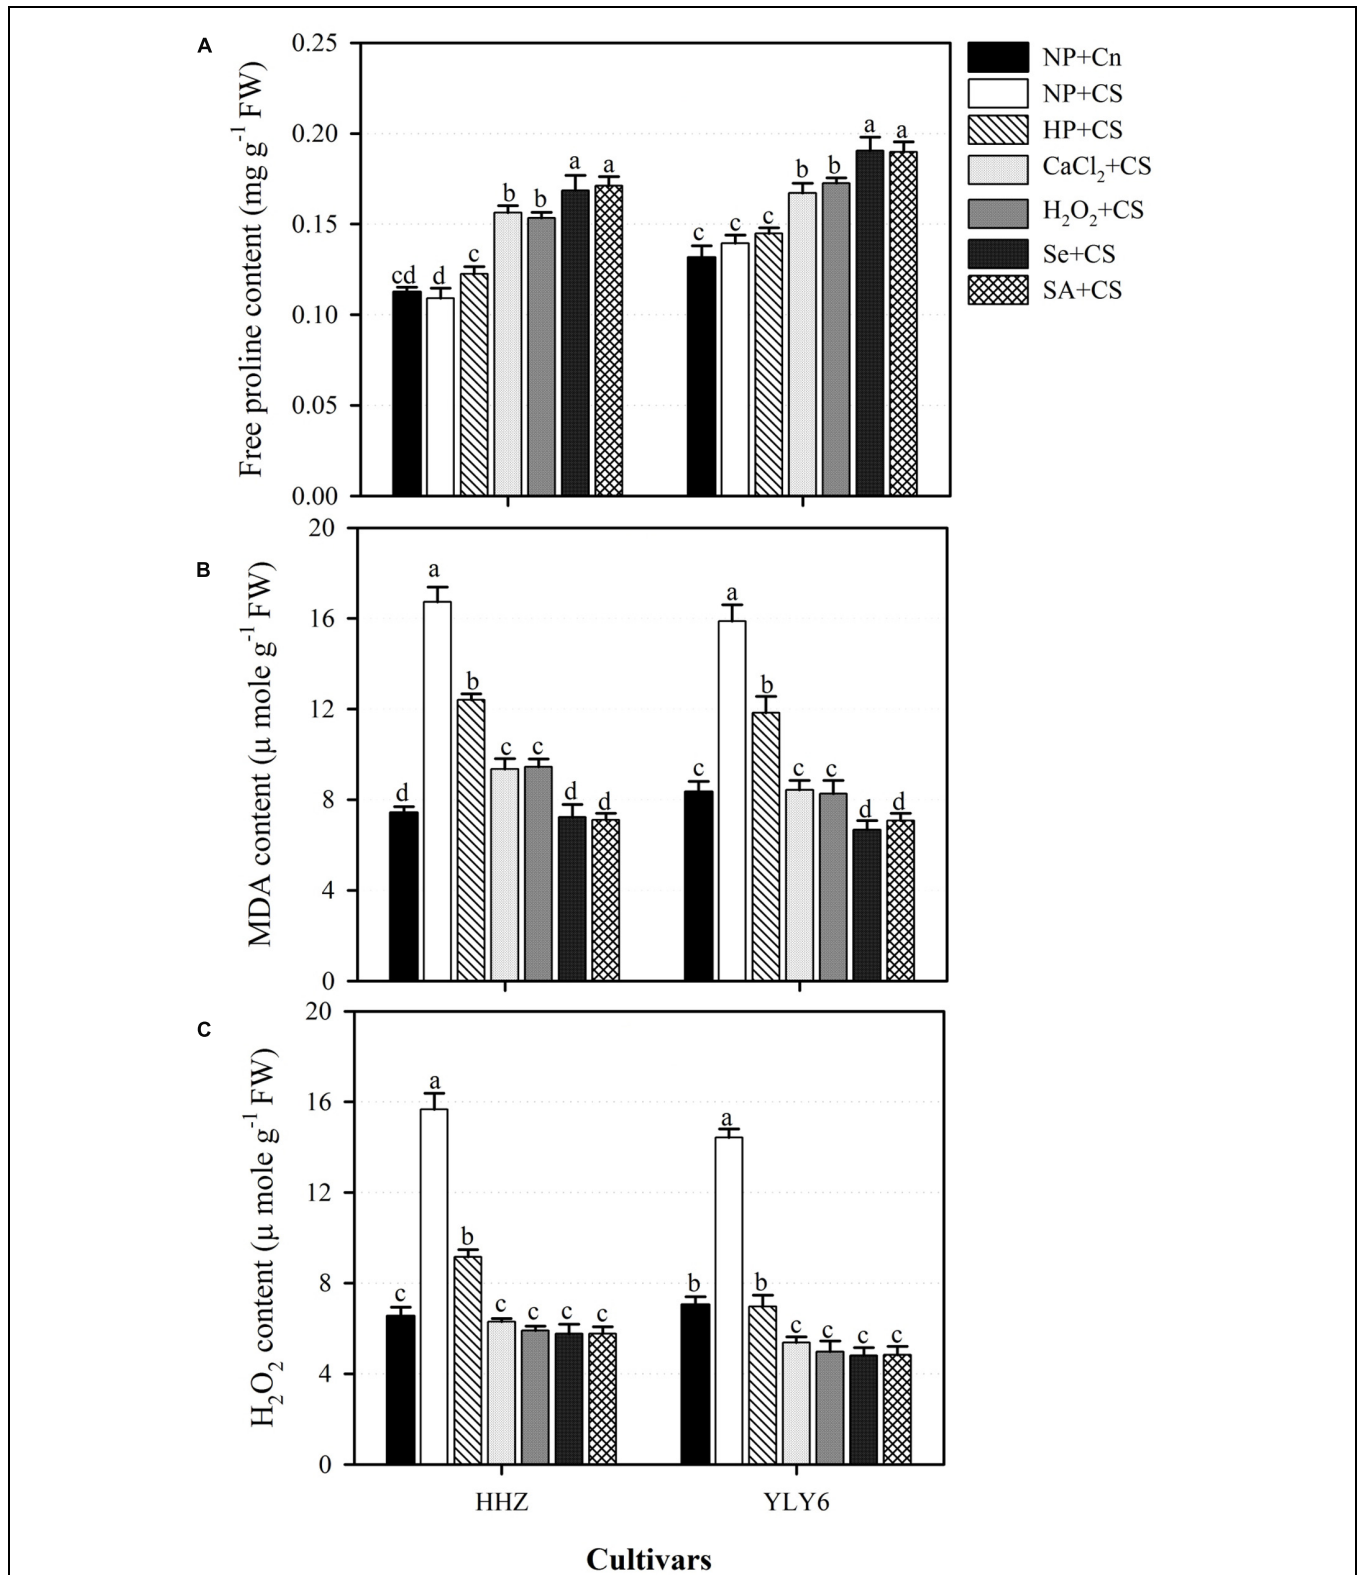 A
Free proline content (mg g⁻¹ FW)
0.25
0.20
0.15
0.10
0.05
0.00
cd d c b b a a
c c c b b a a
NP+Cn
NP+CS
HP+CS
CaCl₂+CS
H₂O₂+CS
Se+CS
SA+CS
B
MDA content (μ mole g⁻¹ FW)
20
16
12
8
4
0
d a b c c d d
c a b c c d d
C
H₂O₂ content (μ mole g⁻¹ FW)
20
16
12
8
4
0
c a b c c c c
b a b c c c c
HHZ YLY6
Cultivars